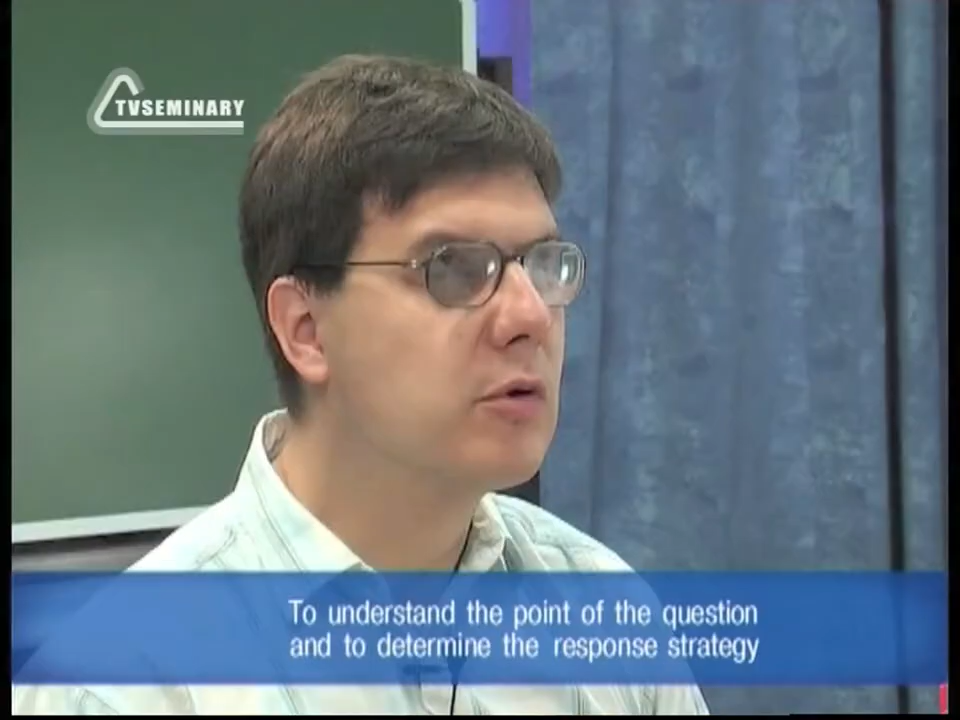 TVSEMINARY
To understand the point of the question
and to determine the response strategy